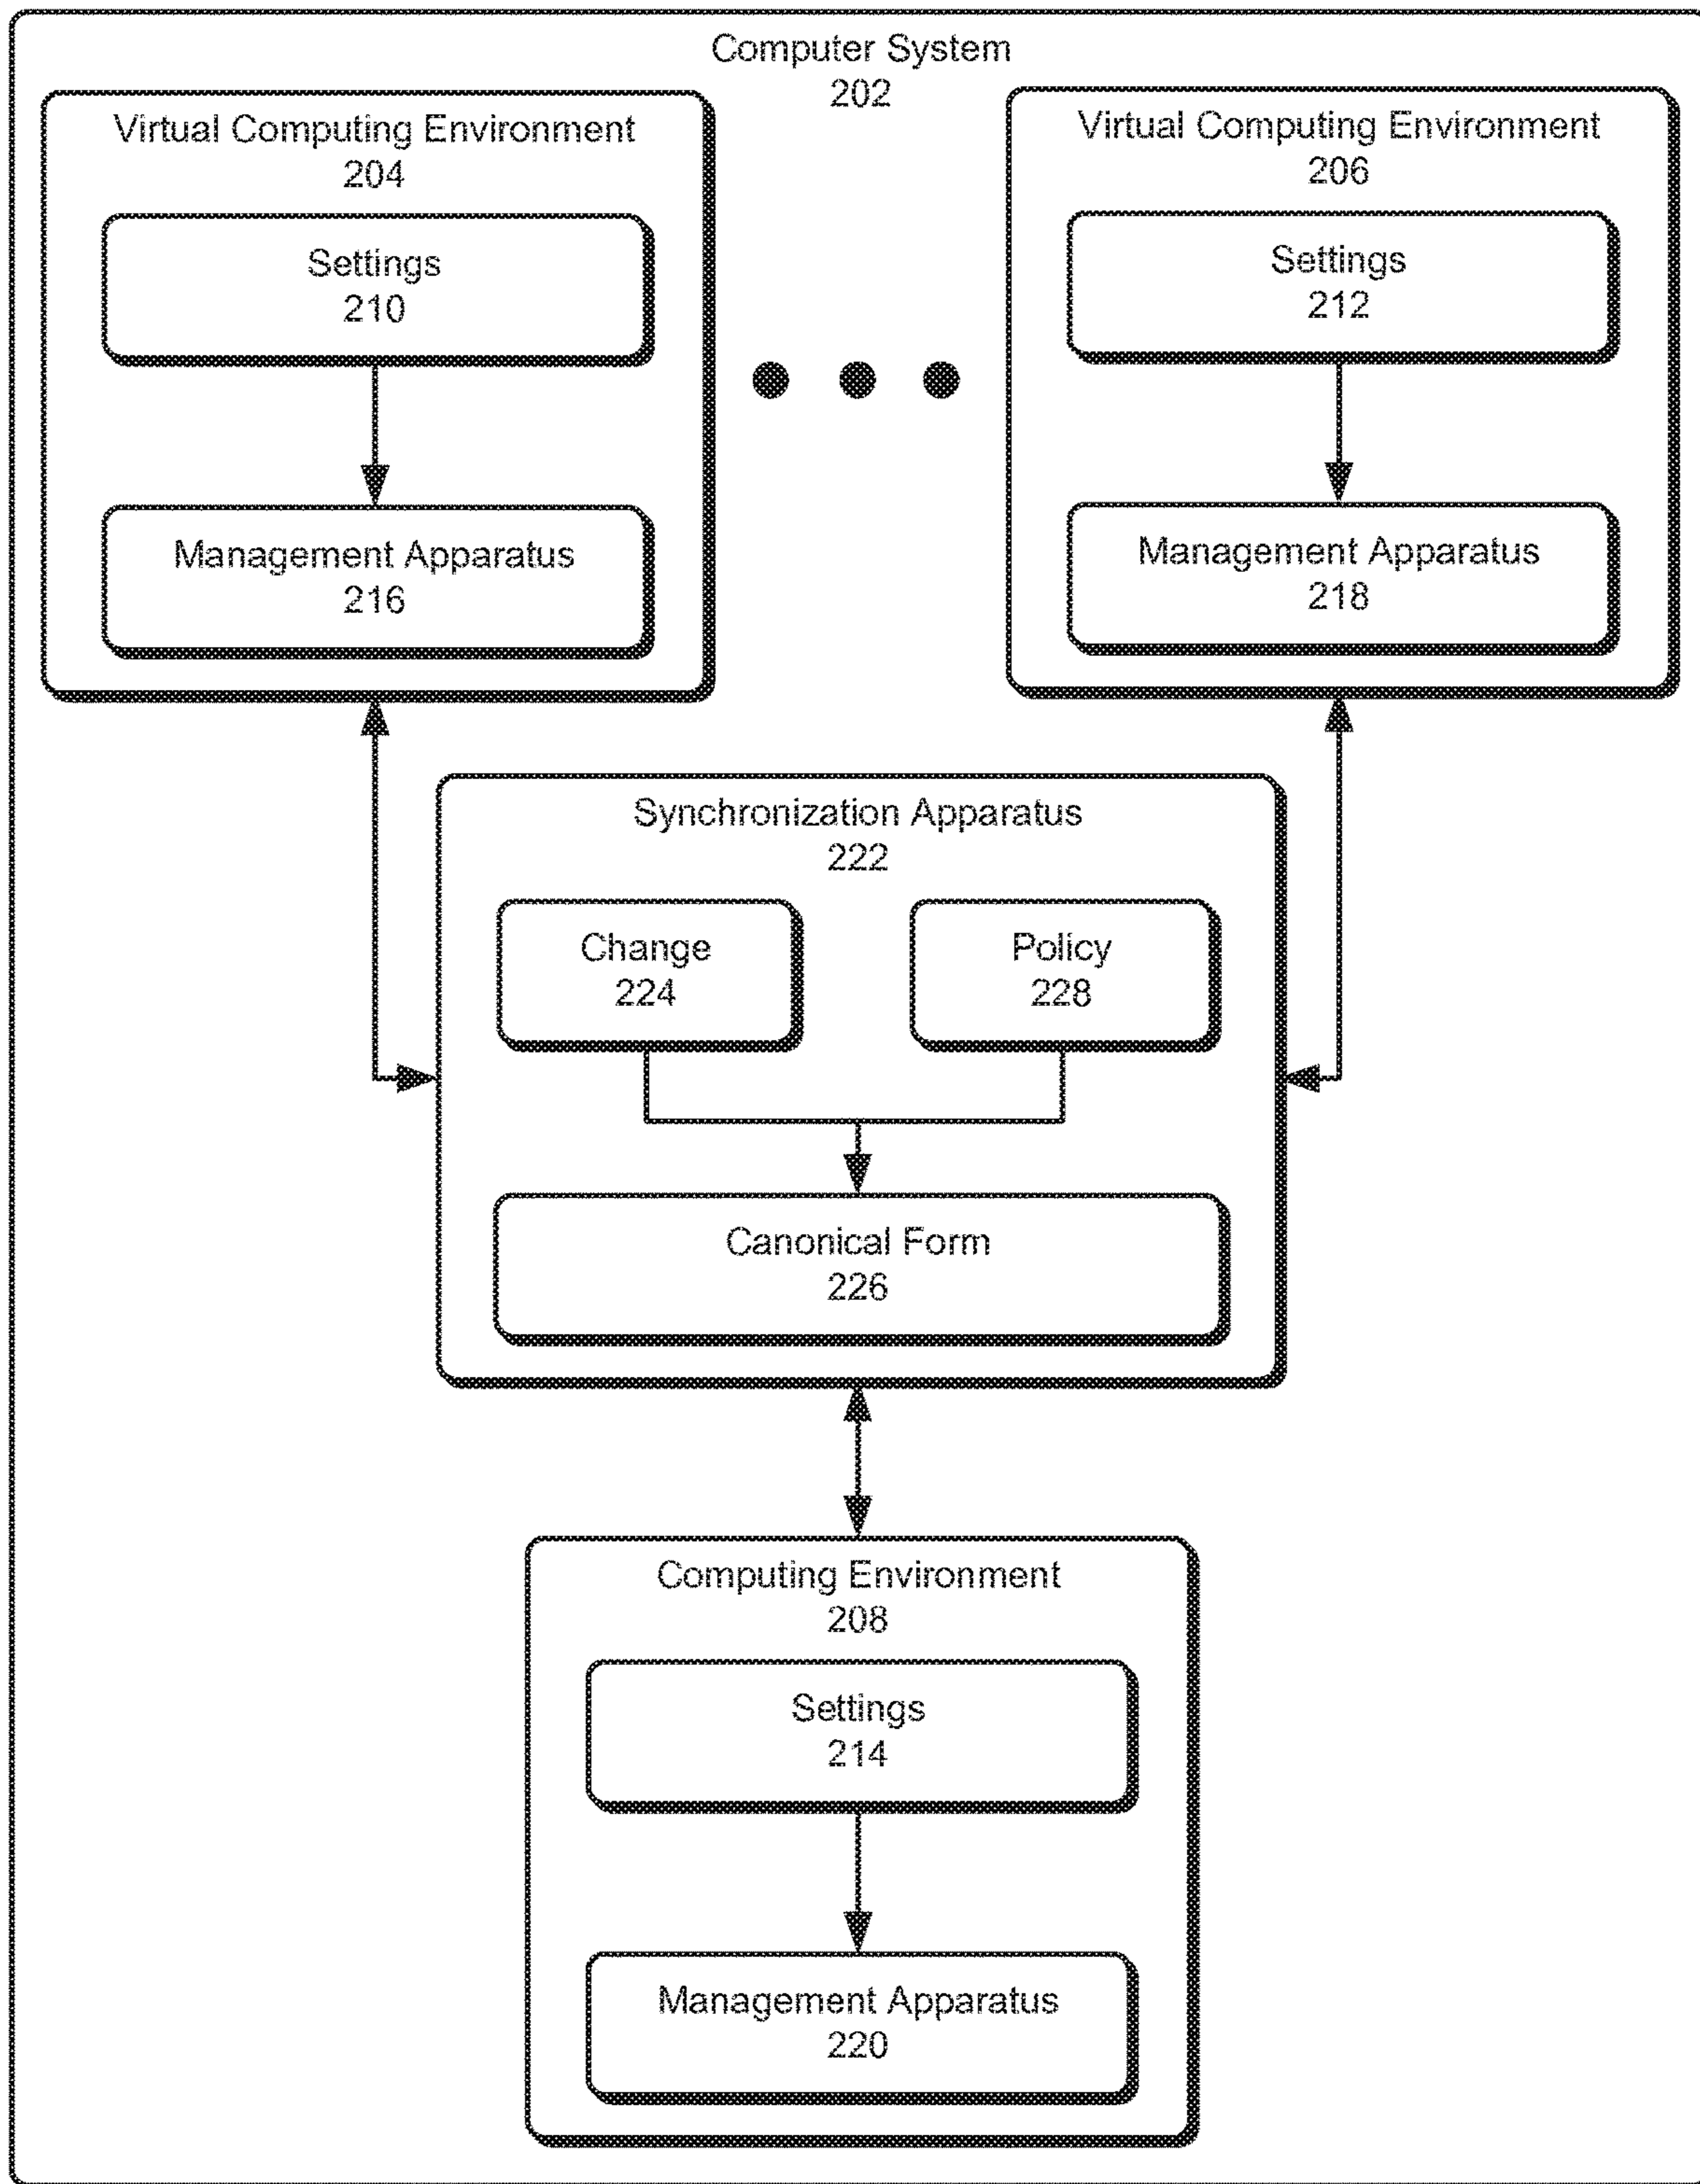 Computer System
202
Virtual Computing Environment
204
Settings
210
Management Apparatus
216
Virtual Computing Environment
206
Settings
212
Management Apparatus
218
Synchronization Apparatus
222
Change
224
Policy
228
Canonical Form
226
Computing Environment
208
Settings
214
Management Apparatus
220